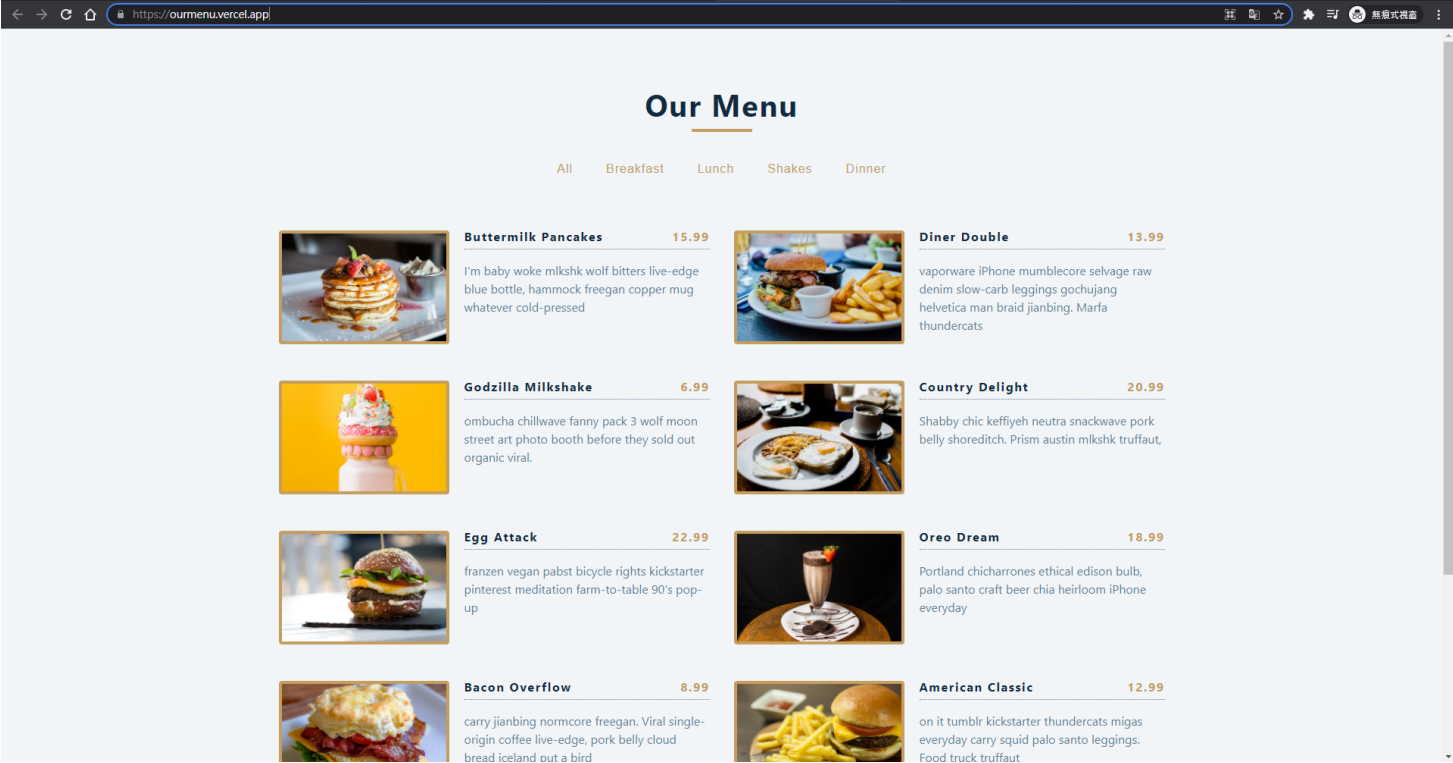 https://ourmenu.vercel.app
無痕式視窗
Our Menu
All Breakfast Lunch Shakes Dinner
Buttermilk Pancakes 15.99
I'm baby woke mlkshk wolf bitters live-edge
blue bottle, hammock freegan copper mug
whatever cold-pressed
Diner Double 13.99
vaporware iPhone mumblecore selvage raw
denim slow-carb leggings gochujang
helvetica man braid jianbing. Marfa
thundercats
Godzilla Milkshake 6.99
ombucha chillwave fanny pack 3 wolf moon
street art photo booth before they sold out
organic viral.
Country Delight 20.99
Shabby chic keffiyeh neutra snackwave pork
belly shoreditch. Prism austin mlkshk truffaut,
Egg Attack 22.99
franzen vegan pabst bicycle rights kickstarter
pinterest meditation farm-to-table 90's pop-
up
Oreo Dream 18.99
Portland chicharrones ethical edison bulb,
palo santo craft beer chia heirloom iPhone
everyday
Bacon Overflow 8.99
carry jianbing normcore freegan. Viral single-
origin coffee live-edge, pork belly cloud
bread iceland put a bird
American Classic 12.99
on it tumblr kickstarter thundercats migas
everyday carry squid palo santo leggings.
Food truck truffaut